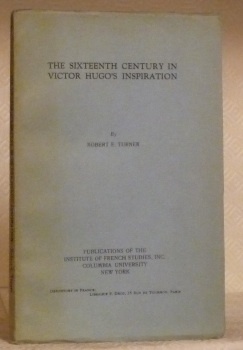 THE SIXTEENTH CENTURY IN
VICTOR HUGO'S INSPIRATION
By
ROBERT E. TURNER
PUBLICATIONS OF THE
INSTITUTE OF FRENCH STUDIES, INC.
COLUMBIA UNIVERSITY
NEW YORK